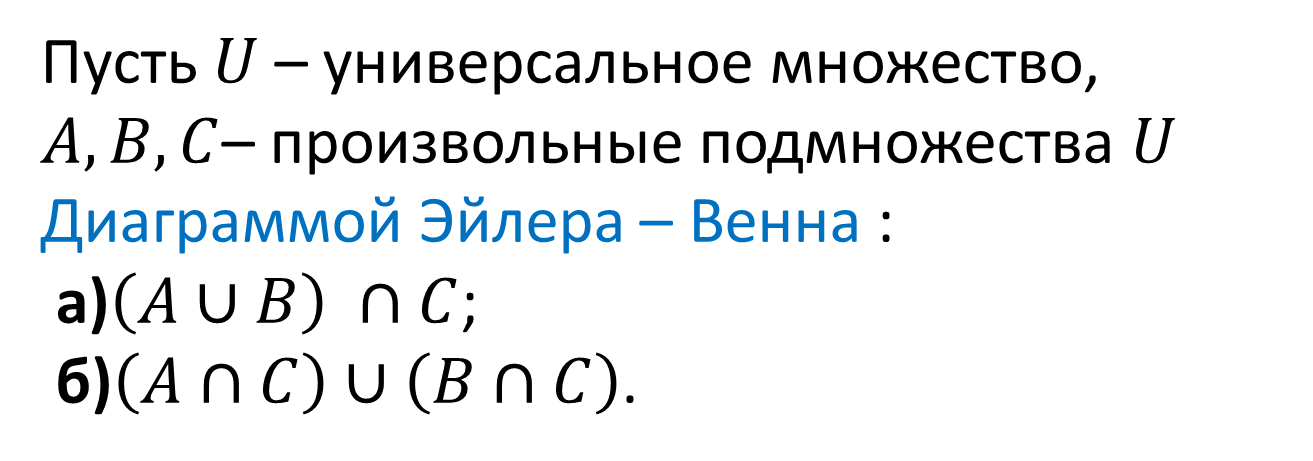 Пусть U – универсальное множество,
A, B, C – произвольные подмножества U
Диаграммой Эйлера – Венна :
а)(A ∪ B) ∩ C;
б)(A ∩ C) ∪ (B ∩ C).